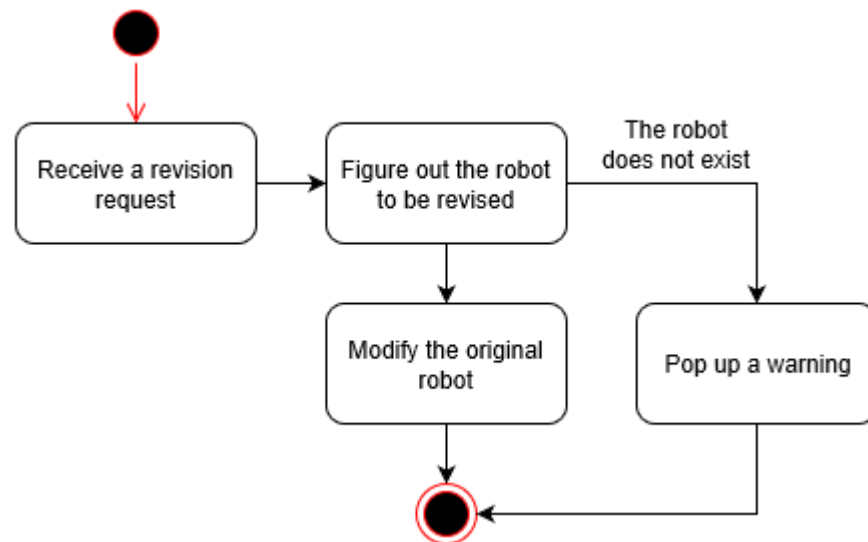 Receive a revision
request
Figure out the robot
to be revised
The robot
does not exist
Modify the original
robot
Pop up a warning